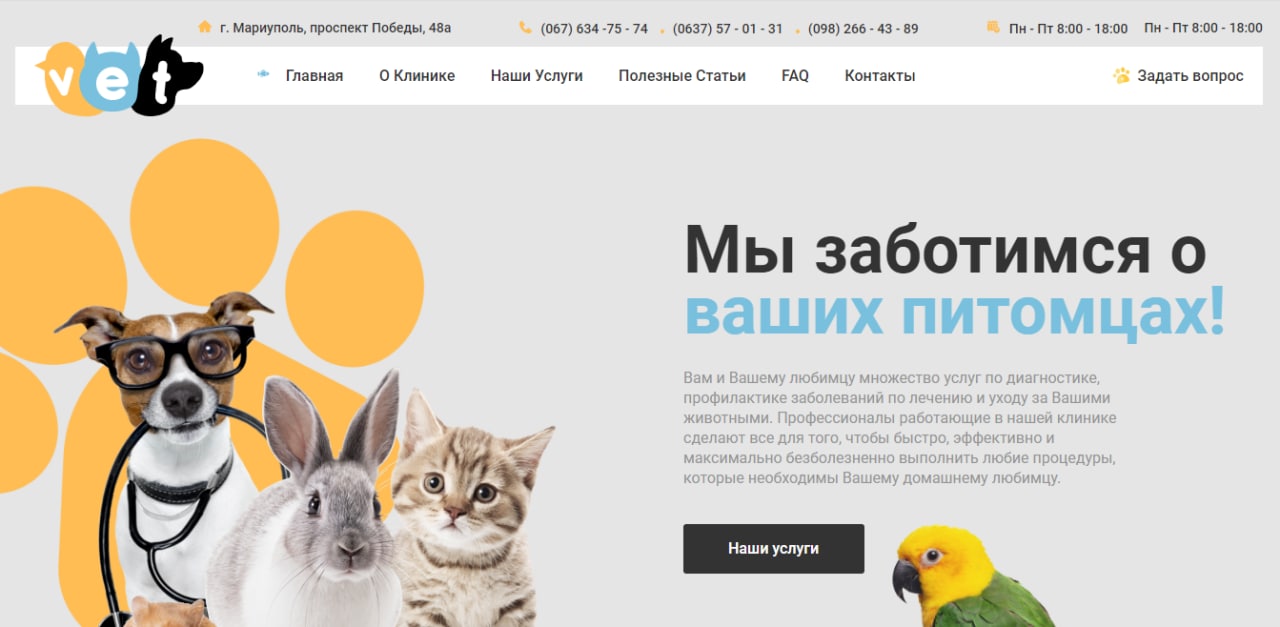 г. Мариуполь, проспект Победы, 48а
(067) 634 -75 - 74
(0637) 57 - 01 - 31
(098) 266 - 43 - 89
Пн - Пт 8:00 - 18:00
Пн - Пт 8:00 - 18:00
vet
Главная
О Клинике
Наши Услуги
Полезные Статьи
FAQ
Контакты
Задать вопрос
Мы заботимся о
ваших питомцах!
Вам и Вашему любимцу множество услуг по диагностике,
профилактике заболеваний по лечению и уходу за Вашими
животными. Профессионалы работающие в нашей клинике
сделают все для того, чтобы быстро, эффективно и
максимально безболезненно выполнить любие процедуры,
которые необходимы Вашему домашнему любимцу.
Наши услуги